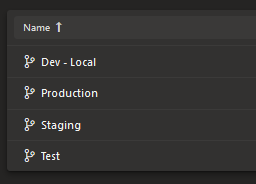 Name ↑
Dev - Local
Production
Staging
Test